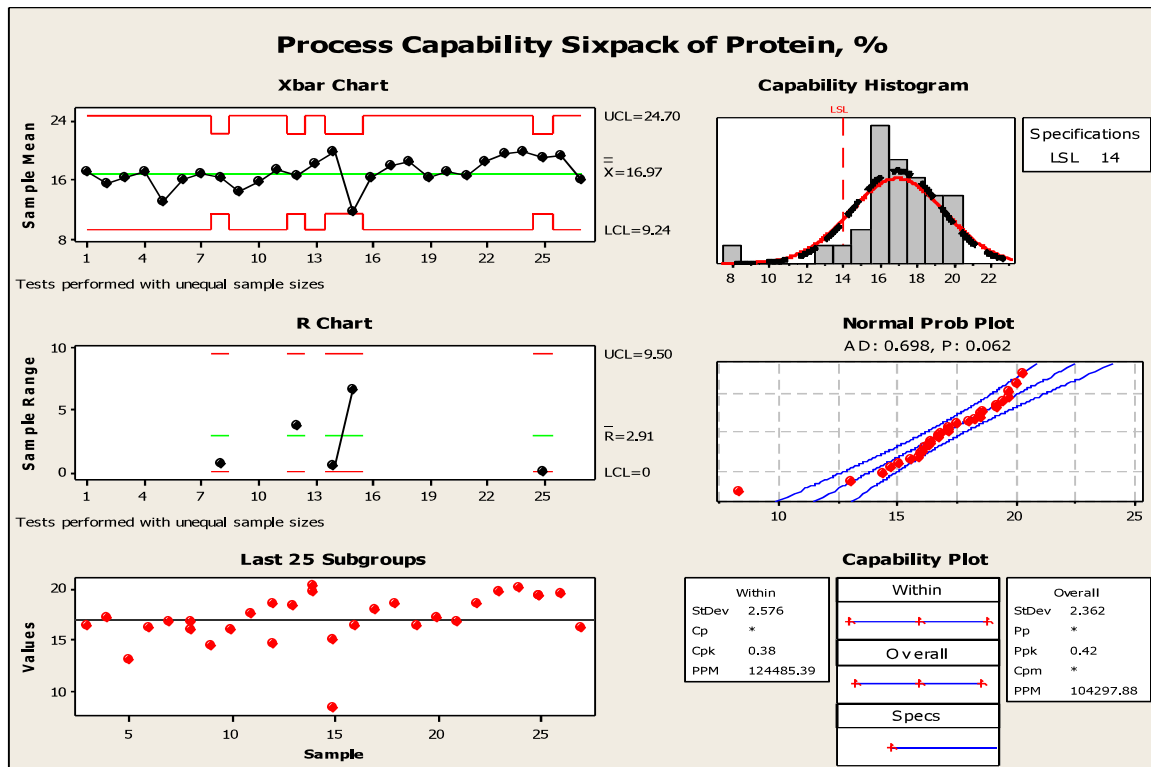 Process Capability Sixpack of Protein, %
Xbar Chart
Sample Mean
24
16
8
1 4 7 10 13 16 19 22 25
UCL=24.70
X=16.97
LCL=9.24
Tests performed with unequal sample sizes
Capability Histogram
LSL
8 10 12 14 16 18 20 22
Specifications
LSL 14
R Chart
Sample Range
10
5
0
1 4 7 10 13 16 19 22 25
UCL=9.50
R=2.91
LCL=0
Tests performed with unequal sample sizes
Normal Prob Plot
AD: 0.698, P: 0.062
10 15 20 25
Last 25 Subgroups
Values
20
15
10
5 10 15 20 25
Sample
Capability Plot
Within
StDev 2.576
Cp *
Cpk 0.38
PPM 124485.39
Within
Overall
Specs
Overall
StDev 2.362
Pp *
Ppk 0.42
Cpm *
PPM 104297.88